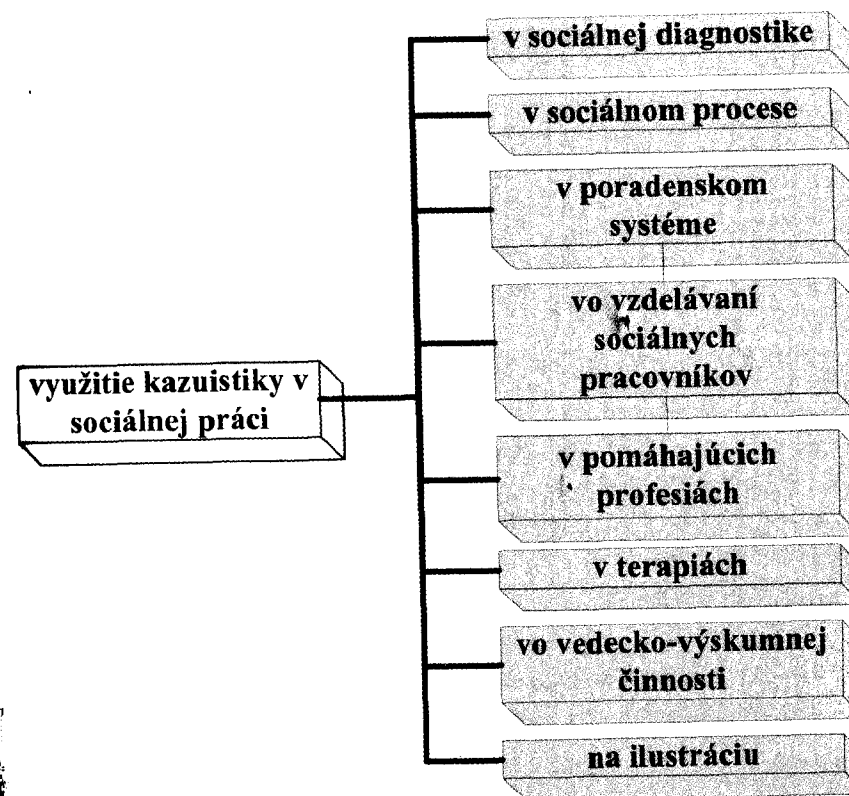 v sociálnej diagnostike
v sociálnom procese
v poradenskom
systéme
vo vzdelávaní
sociálnych
pracovníkov
využitie kazuistiky v
sociálnej práci
v pomáhajúcich
profesiách
v terapiách
vo vedecko-výskumnej
činnosti
na ilustráciu